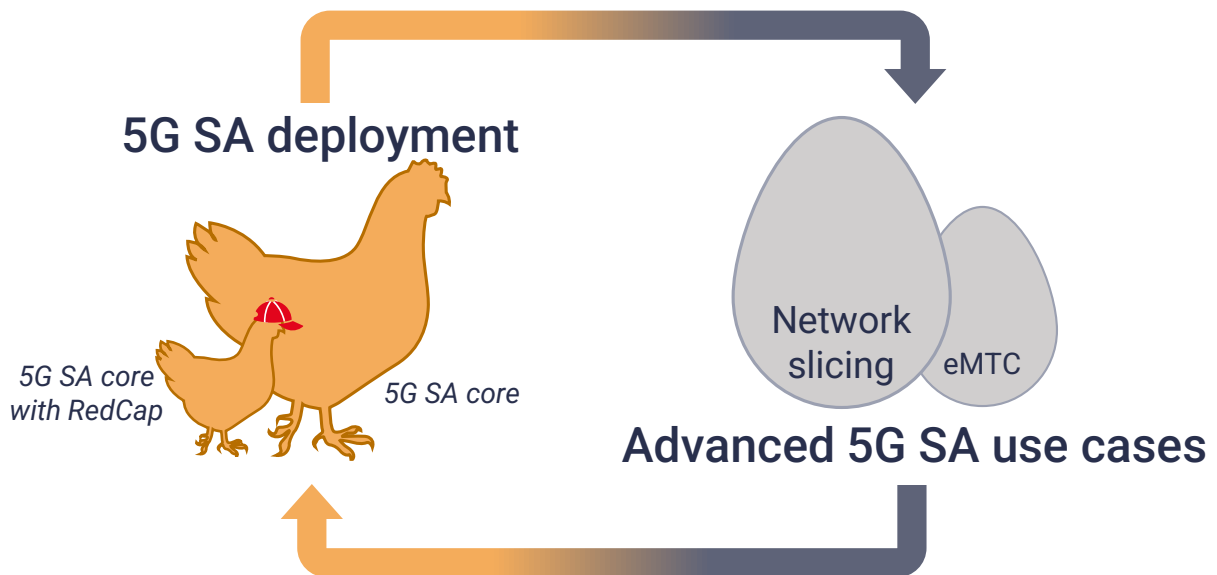 5G SA deployment
5G SA core
with RedCap
5G SA core
Network
slicing
eMTC
Advanced 5G SA use cases